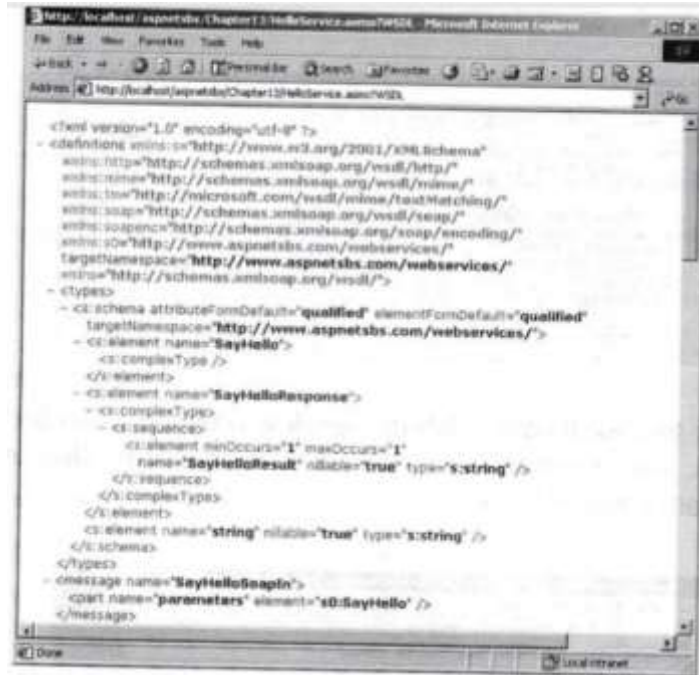 http://localhost/aspnetsbs/Chapter13/HelloService.asmx?WSDL - Microsoft Internet Explorer
File Edit View Favorites Tools Help
Back Personal Bar Search Favorites
Address http://localhost/aspnetsbs/Chapter13/HelloService.asmx?WSDL Go
<?xml version="1.0" encoding="utf-8" ?>
- <definitions xmlns:s="http://www.w3.org/2001/XMLSchema"
xmlns:http="http://schemas.xmlsoap.org/wsdl/http/"
xmlns:mime="http://schemas.xmlsoap.org/wsdl/mime/"
xmlns:tm="http://microsoft.com/wsdl/mime/textMatching/"
xmlns:soap="http://schemas.xmlsoap.org/wsdl/soap/"
xmlns:soapenc="http://schemas.xmlsoap.org/soap/encoding/"
xmlns:s0="http://www.aspnetsbs.com/webservices/"
targetNamespace="http://www.aspnetsbs.com/webservices/"
xmlns="http://schemas.xmlsoap.org/wsdl/">
- <types>
- <s:schema attributeFormDefault="qualified" elementFormDefault="qualified"
targetNamespace="http://www.aspnetsbs.com/webservices/">
- <s:element name="SayHello">
<s:complexType />
</s:element>
- <s:element name="SayHelloResponse">
- <s:complexType>
- <s:sequence>
<s:element minOccurs="1" maxOccurs="1"
name="SayHelloResult" nillable="true" type="s:string" />
</s:sequence>
</s:complexType>
</s:element>
<s:element name="string" nillable="true" type="s:string" />
</s:schema>
</types>
- <message name="SayHelloSoapIn">
<part name="parameters" element="s0:SayHello" />
</message>
Done Local intranet